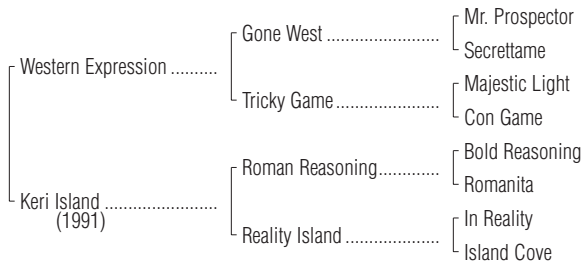 Mr. Prospector
Gone West ......................
Secrettame
Western Expression ..........
Majestic Light
Tricky Game ....................
Con Game
Bold Reasoning
Roman Reasoning.............
Romanita
Keri Island ......................
(1991)
In Reality
Reality Island ..................
Island Cove